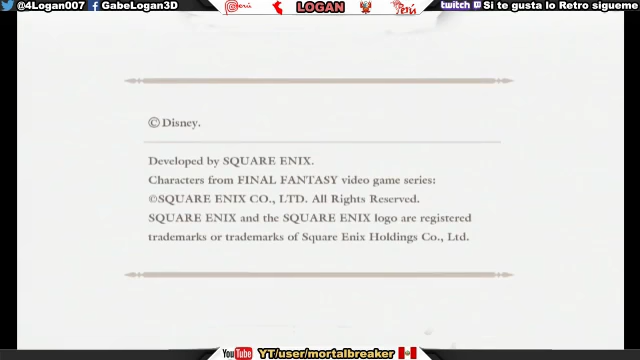 @4Logan007 GabeLogan3D Perú LOGAN Perú twitch Si te gusta lo Retro sigueme
©Disney.
Developed by SQUARE ENIX.
Characters from FINAL FANTASY video game series:
©SQUARE ENIX CO., LTD. All Rights Reserved.
SQUARE ENIX and the SQUARE ENIX logo are registered
trademarks or trademarks of Square Enix Holdings Co., Ltd.
YouTube YT/user/mortalbreaker